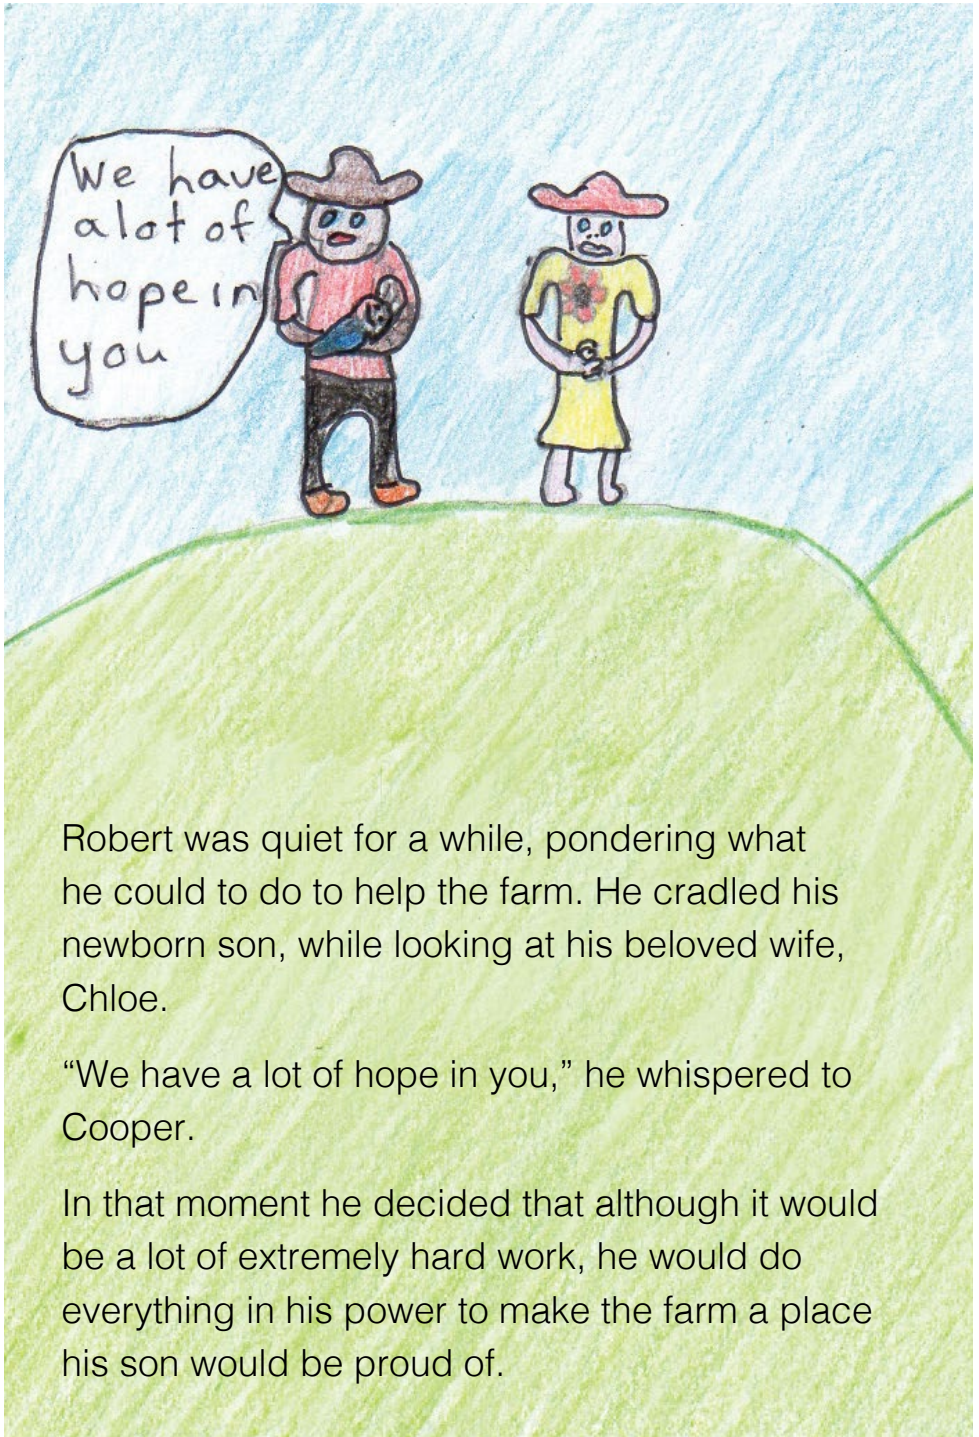 We have
a lot of
hope in
you
Robert was quiet for a while, pondering what
he could to do to help the farm. He cradled his
newborn son, while looking at his beloved wife,
Chloe.
“We have a lot of hope in you,” he whispered to
Cooper.
In that moment he decided that although it would
be a lot of extremely hard work, he would do
everything in his power to make the farm a place
his son would be proud of.